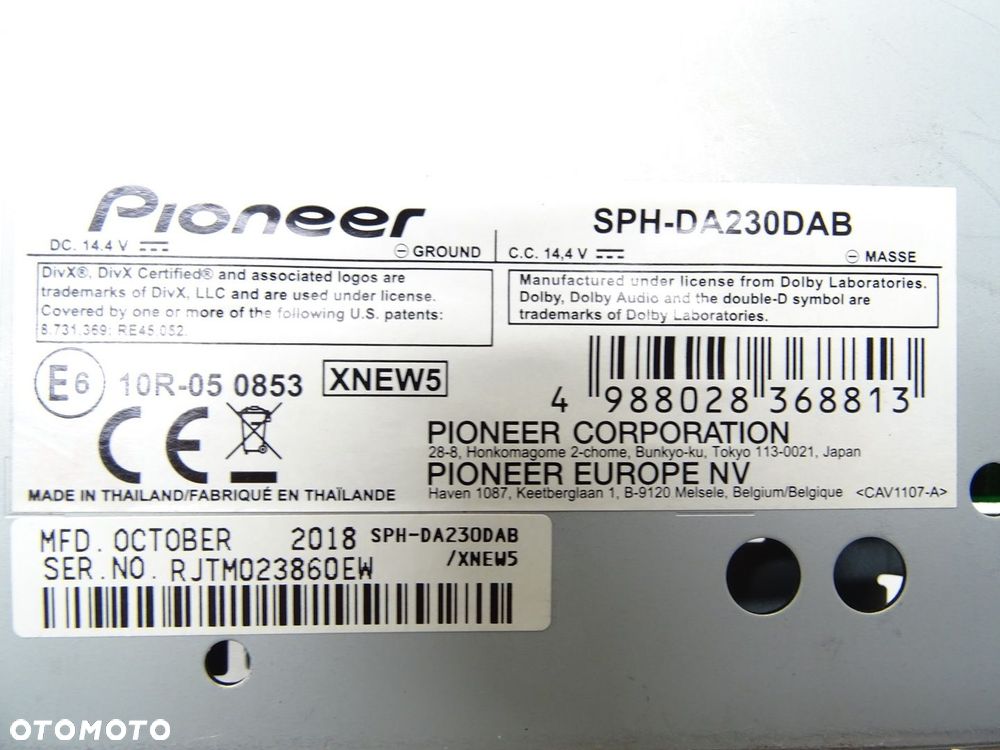 Pioneer
SPH-DA230DAB
DC. 14.4 V
GROUND
C.C. 14,4 V
MASSE
DivX®, DivX Certified® and associated logos are
trademarks of DivX, LLC and are used under license.
Covered by one or more of the following U.S. patents:
8,731,369; RE45,052.
Manufactured under license from Dolby Laboratories.
Dolby, Dolby Audio and the double-D symbol are
trademarks of Dolby Laboratories.
E6 10R-05 0853 XNEW5
4 988028 368813
CE
PIONEER CORPORATION
28-8, Honkomagome 2-chome, Bunkyo-ku, Tokyo 113-0021, Japan
PIONEER EUROPE NV
Haven 1087, Keetberglaan 1, B-9120 Melsele, Belgium/Belgique <CAV1107-A>
MADE IN THAILAND/FABRIQUÉ EN THAÏLANDE
MFD. OCTOBER 2018 SPH-DA230DAB
/XNEW5
SER.NO. RJTM023860EW
OTOMOTO